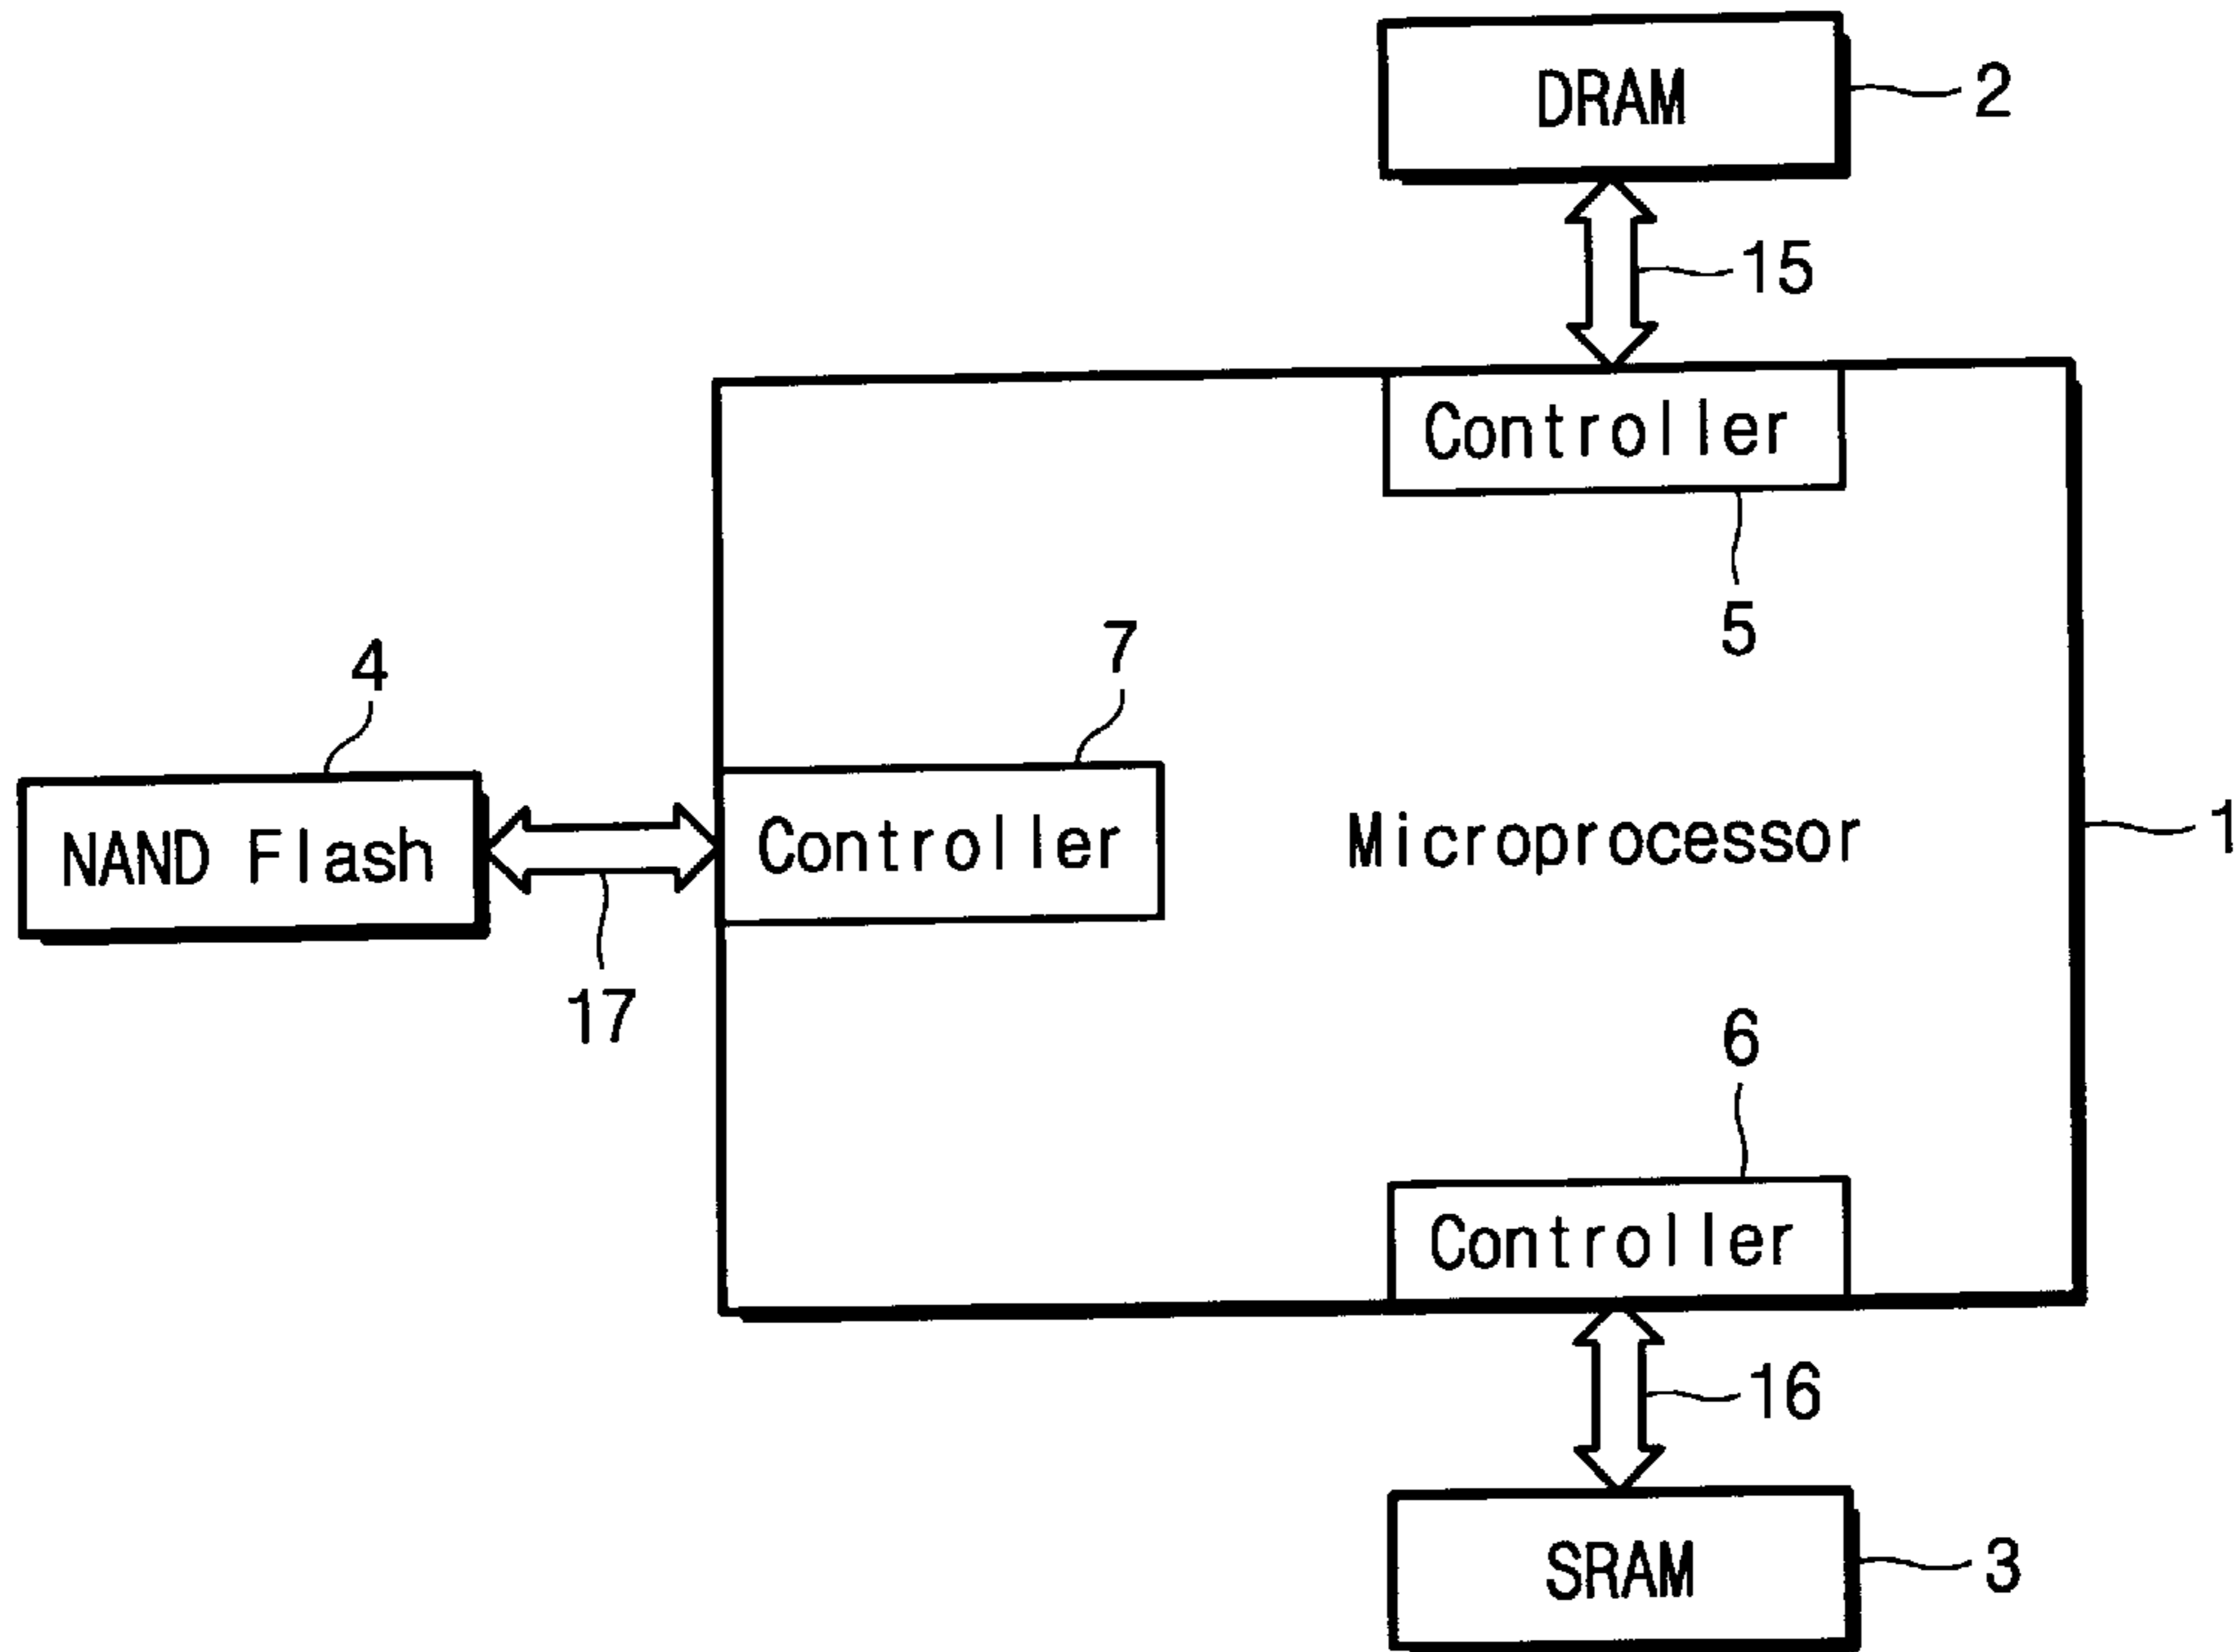 DRAM
2
15
Controller
5
7
4
NAND Flash
Controller
Microprocessor
1
17
6
Controller
16
SRAM
3